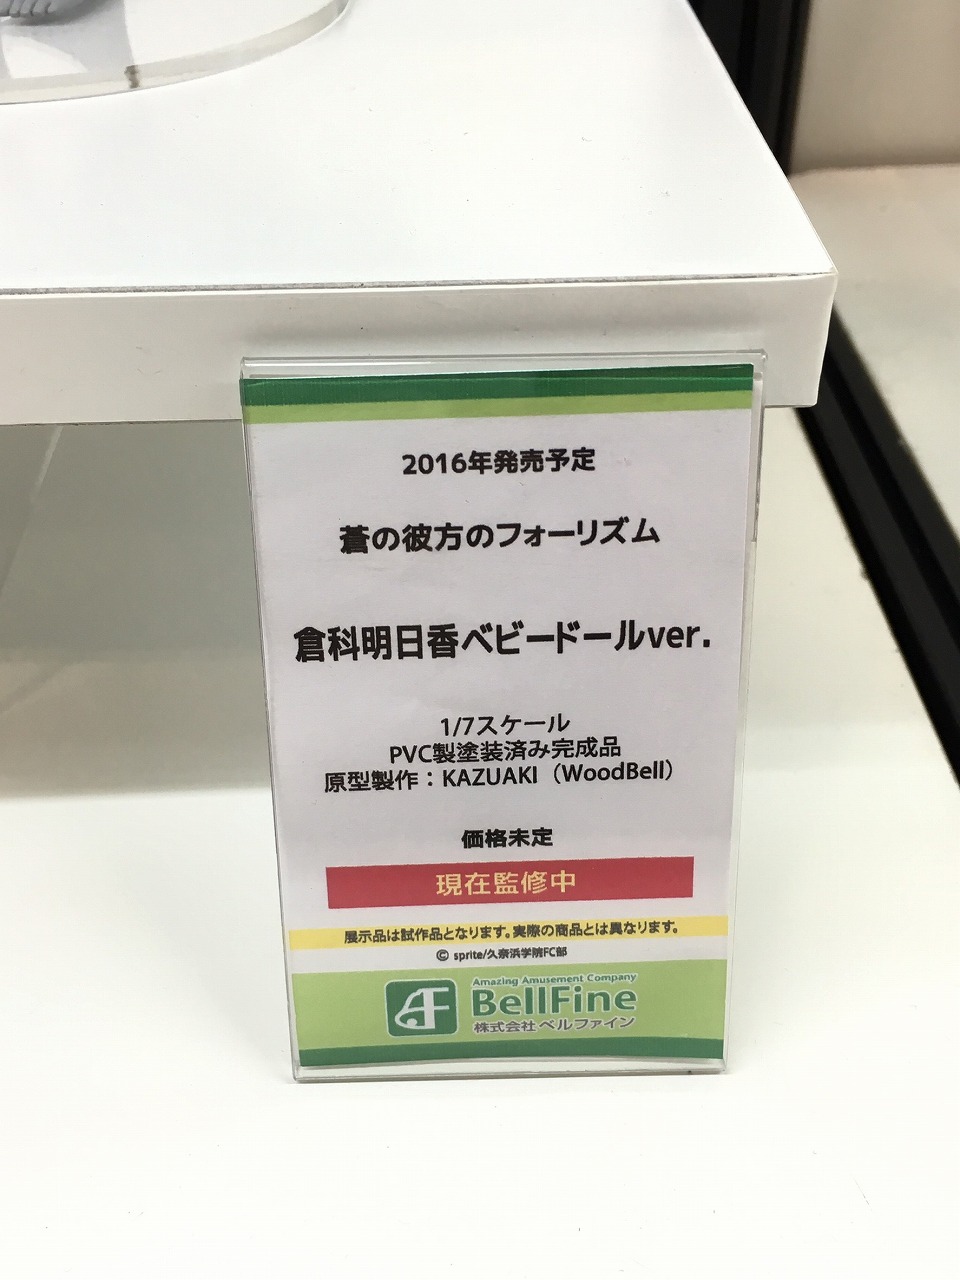 2016年発売予定
蒼の彼方のフォーリズム
倉科明日香ベビードールver.
1/7スケール
PVC製塗装済み完成品
原型製作：KAZUAKI（WoodBell）
価格未定
現在監修中
展示品は試作品となります。実際の商品とは異なります。
© sprite/久奈浜学院FC部
Amazing Amusement Company
BellFine
株式会社ベルファイン